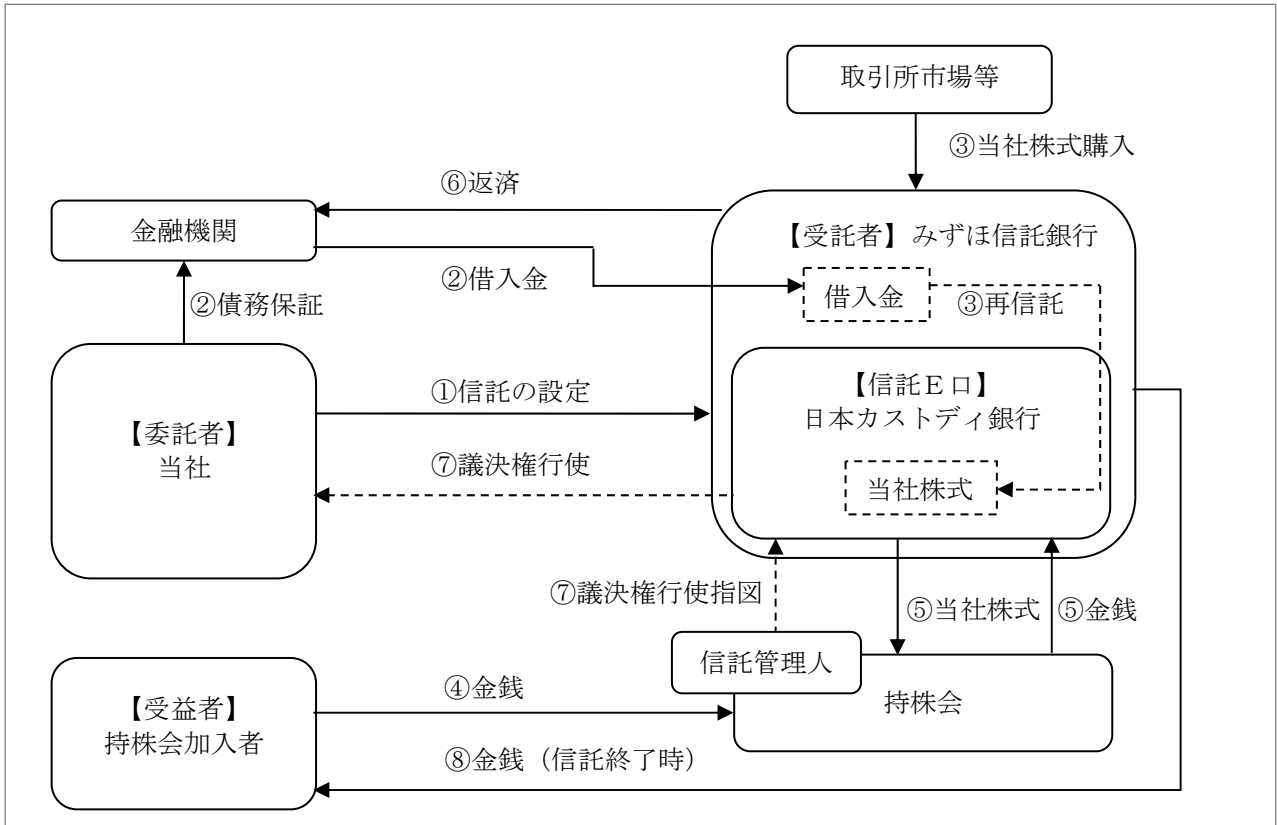 取引所市場等
③当社株式購入
⑥返済
金融機関
【受託者】みずほ信託銀行
②借入金
借入金
③再信託
②債務保証
①信託の設定
【信託Ｅ口】
日本カストディ銀行
【委託者】
当社
⑦議決権行使
当社株式
⑦議決権行使指図
⑤当社株式
⑤金銭
信託管理人
④金銭
持株会
【受益者】
持株会加入者
⑧金銭（信託終了時）